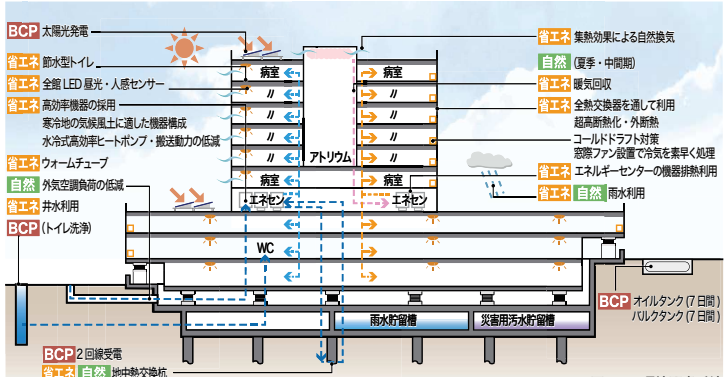 BCP 太陽光発電
省エネ 節水型トイレ
省エネ 全館LED昼光・人感センサー
省エネ 高効率機器の採用
寒冷地の気候風土に適した機器構成
水冷式高効率ヒートポンプ・搬送動力の低減
省エネ ウォームチューブ
自然 外気空調負荷の低減
省エネ 井水利用
BCP (トイレ洗浄)
病室
〃
〃
〃
〃
病室
エネセン
アトリウム
病室
〃
〃
〃
〃
病室
エネセン
WC
雨水貯留槽
災害用汚水貯留槽
省エネ 集熱効果による自然換気
自然 (夏季・中間期)
省エネ 暖気回収
省エネ 全熱交換器を通して利用
超高断熱化・外断熱
コールドドラフト対策
窓際ファン設置で冷気を素早く処理
省エネ エネルギーセンターの機器排熱利用
省エネ 自然 雨水利用
BCP オイルタンク(7日間)
バルクタンク(7日間)
BCP 2回線受電
省エネ 自然 地中熱交換杭